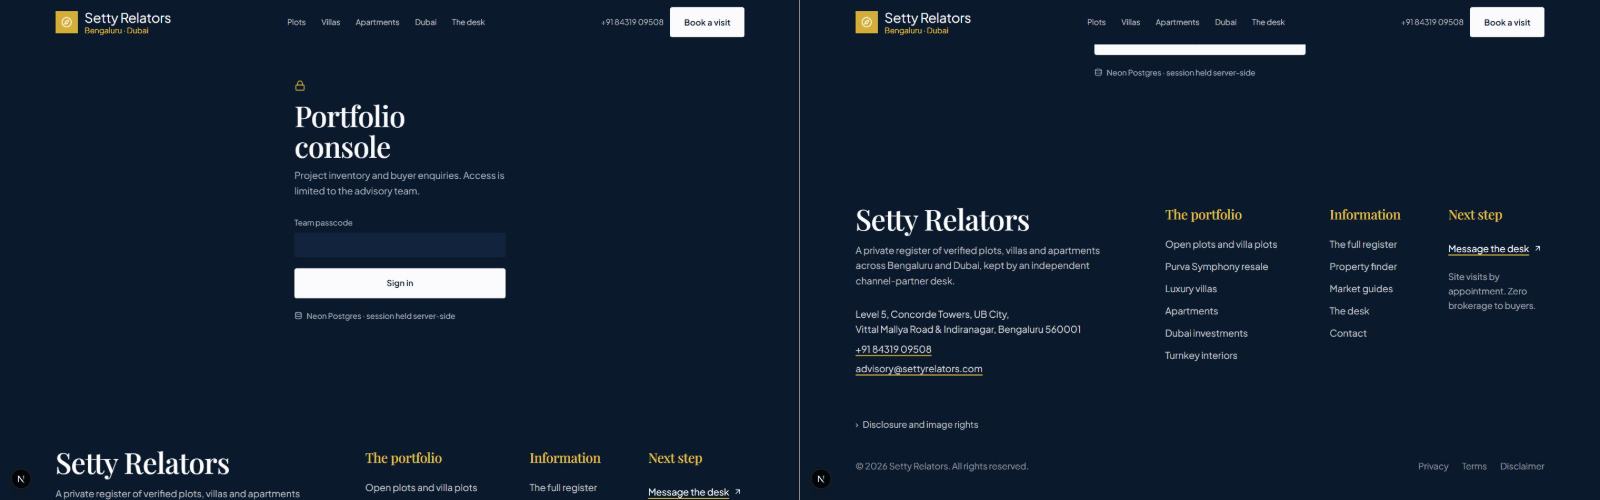 Setty Relators
Bengaluru · Dubai
Plots Villas Apartments Dubai The desk
+91 84319 09508
Book a visit
Portfolio
console
Project inventory and buyer enquiries. Access is
limited to the advisory team.
Team passcode
Sign in
Neon Postgres · session held server-side
Setty Relators
A private register of verified plots, villas and apartments
The portfolio
Open plots and villa plots
Information
The full register
Next step
Message the desk ↗
N
Setty Relators
Bengaluru · Dubai
Plots Villas Apartments Dubai The desk
+91 84319 09508
Book a visit
Neon Postgres · session held server-side
Setty Relators
A private register of verified plots, villas and apartments
across Bengaluru and Dubai, kept by an independent
channel-partner desk.
Level 5, Concorde Towers, UB City,
Vittal Mallya Road & Indiranagar, Bengaluru 560001
+91 84319 09508
advisory@settyrelators.com
The portfolio
Open plots and villa plots
Purva Symphony resale
Luxury villas
Apartments
Dubai investments
Turnkey interiors
Information
The full register
Property finder
Market guides
The desk
Contact
Next step
Message the desk ↗
Site visits by
appointment. Zero
brokerage to buyers.
› Disclosure and image rights
© 2026 Setty Relators. All rights reserved.
Privacy Terms Disclaimer
N